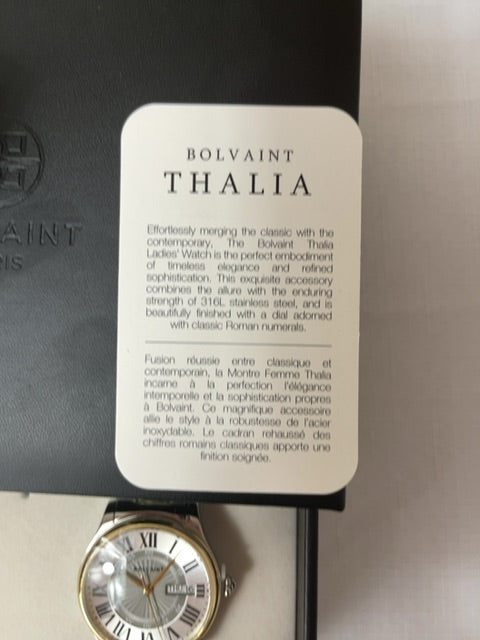 BOLVAINT
THALIA
Effortlessly merging the classic with the
contemporary, The Bolvaint Thalia
Ladies' Watch is the perfect embodiment
of timeless elegance and refined
sophistication. This exquisite accessory
combines the allure with the enduring
strength of 316L stainless steel, and is
beautifully finished with a dial adorned
with classic Roman numerals.
Fusion réussie entre classique et
contemporain, la Montre Femme Thalia
incarne à la perfection l'élégance
intemporelle et la sophistication propres
à Bolvaint. Ce magnifique accessoire
allie le style à la robustesse de l'acier
inoxydable. Le cadran rehaussé des
chiffres romains classiques apporte une
finition soignée.
VAINT
IS
XII
I
II
III
BOLVAINT